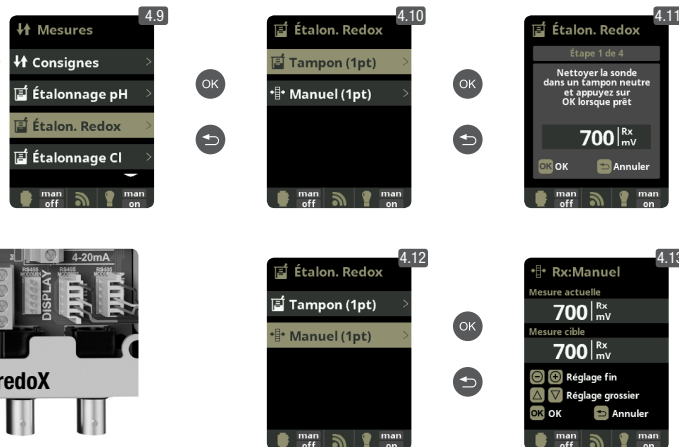 4.9
Mesures
Consignes
Étalonnage pH
Étalon. Redox
Étalonnage Cl
man
off
man
on
OK
4.10
Étalon. Redox
Tampon (1pt)
Manuel (1pt)
man
off
man
on
OK
4.11
Étalon. Redox
Étape 1 de 4
Nettoyer la sonde
dans un tampon neutre
et appuyez sur
OK lorsque prêt
700 Rx mV
OK OK Annuler
man
off
man
on
4-20mA
RS485
RS485
RS485
DISPLAY
redoX
4.12
Étalon. Redox
Tampon (1pt)
Manuel (1pt)
man
off
man
on
OK
4.13
Rx:Manuel
Mesure actuelle
700 Rx mV
Mesure cible
700 Rx mV
Réglage fin
Réglage grossier
OK OK Annuler
man
off
man
on